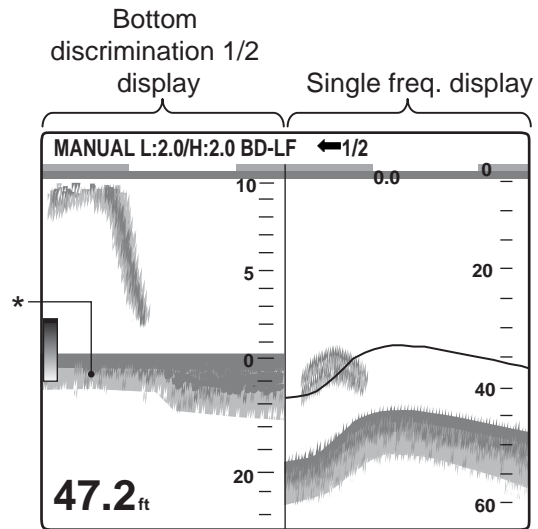 Bottom
discrimination 1/2
display
Single freq. display
MANUAL L:2.0/H:2.0 BD-LF ⬅1/2
10
5
0
20
*
47.2ft
0.0
0
20
40
60